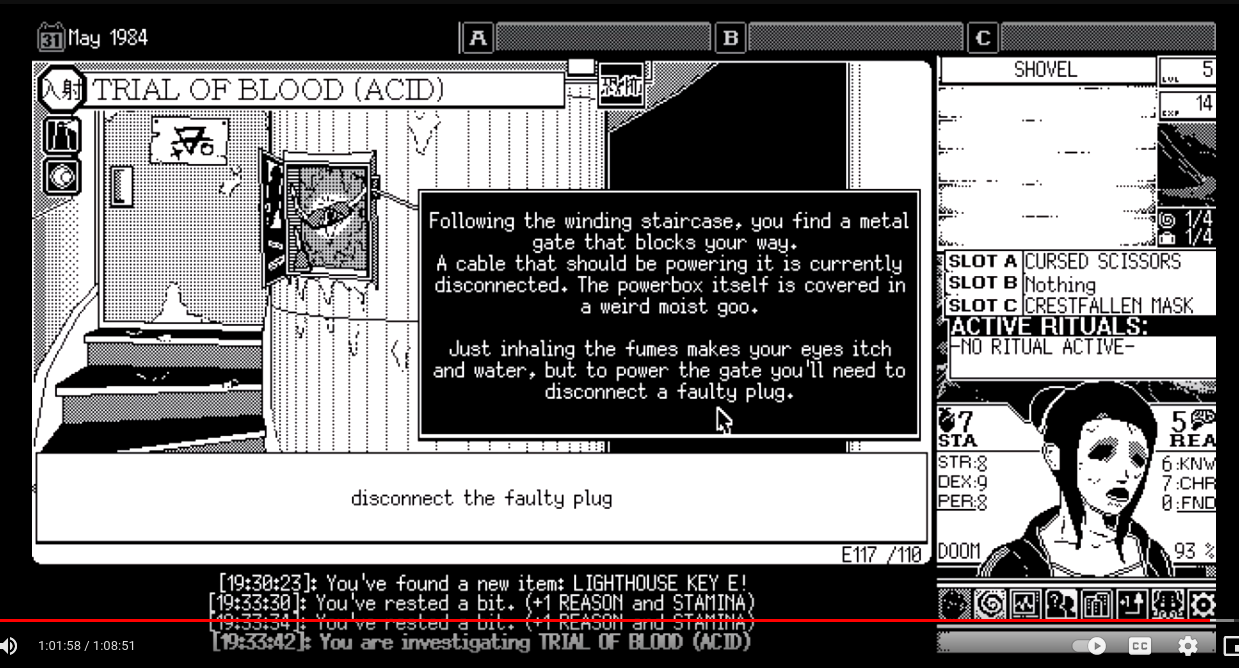 31 May 1984
A
B
C
入射 TRIAL OF BLOOD (ACID)
SHOVEL
5
LVL
14
EXP
1/4
1/4
Following the winding staircase, you find a metal
gate that blocks your way.
A cable that should be powering it is currently
disconnected. The powerbox itself is covered in
a weird moist goo.
Just inhaling the fumes makes your eyes itch
and water, but to power the gate you'll need to
disconnect a faulty plug.
SLOT A CURSED SCISSORS
SLOT B Nothing
SLOT C CRESTFALLEN MASK
ACTIVE RITUALS:
-NO RITUAL ACTIVE-
7
STA
5
REA
STR:8
DEX:9
PER:8
6:KNW
7:CHR
0:FND
DOOM
93 %
disconnect the faulty plug
E117 /110
[19:30:23]: You've found a new item: LIGHTHOUSE KEY E!
[19:33:30]: You've rested a bit. (+1 REASON and STAMINA)
[19:33:34]: You've rested a bit. (+1 REASON and STAMINA)
[19:33:42]: You are investigating TRIAL OF BLOOD (ACID)
1:01:58 / 1:08:51
CC